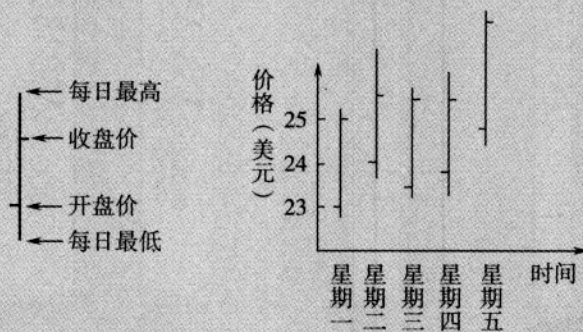 每日最高
收盘价
开盘价
每日最低
价格(美元)
25
24
23
星期一
星期二
星期三
星期四
星期五
时间